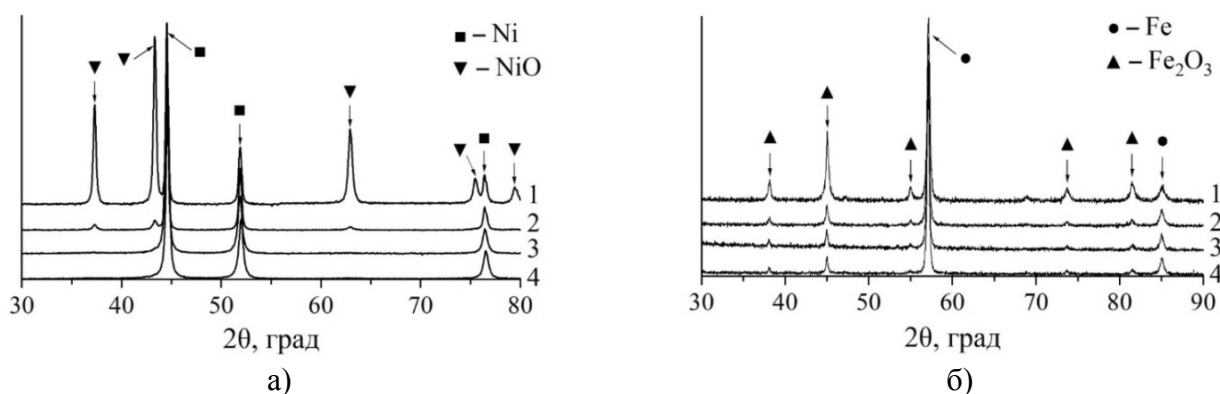 ■ – Ni
▼ – NiO
1
2
3
4
30 40 50 60 70 80
2θ, град
а)
● – Fe
▲ – Fe₂O₃
1
2
3
4
30 40 50 60 70 80 90
2θ, град
б)